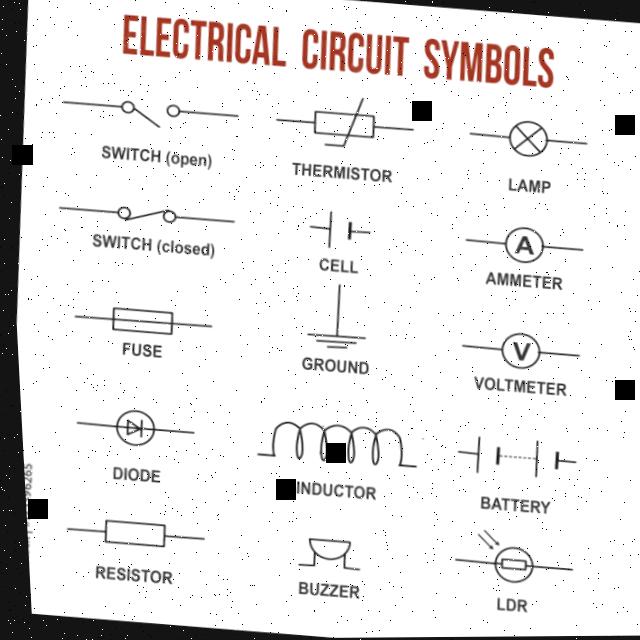 ELECTRICAL CIRCUIT SYMBOLS
SWITCH (open)
THERMISTOR
LAMP
SWITCH (closed)
CELL
A
AMMETER
FUSE
GROUND
V
VOLTMETER
DIODE
INDUCTOR
BATTERY
RESISTOR
BUZZER
LDR